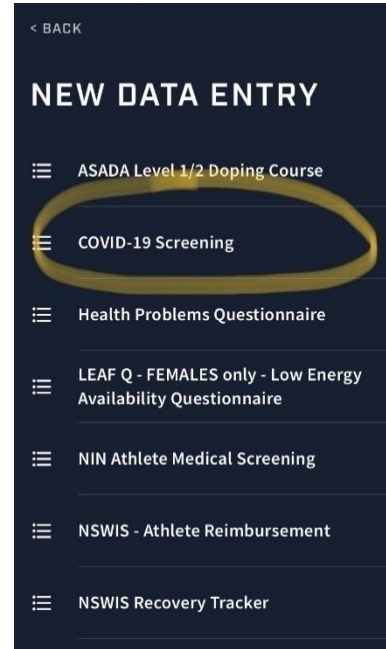 < BACK
NEW DATA ENTRY
ASADA Level 1/2 Doping Course
COVID-19 Screening
Health Problems Questionnaire
LEAF Q - FEMALES only - Low Energy
Availability Questionnaire
NIN Athlete Medical Screening
NSWIS - Athlete Reimbursement
NSWIS Recovery Tracker